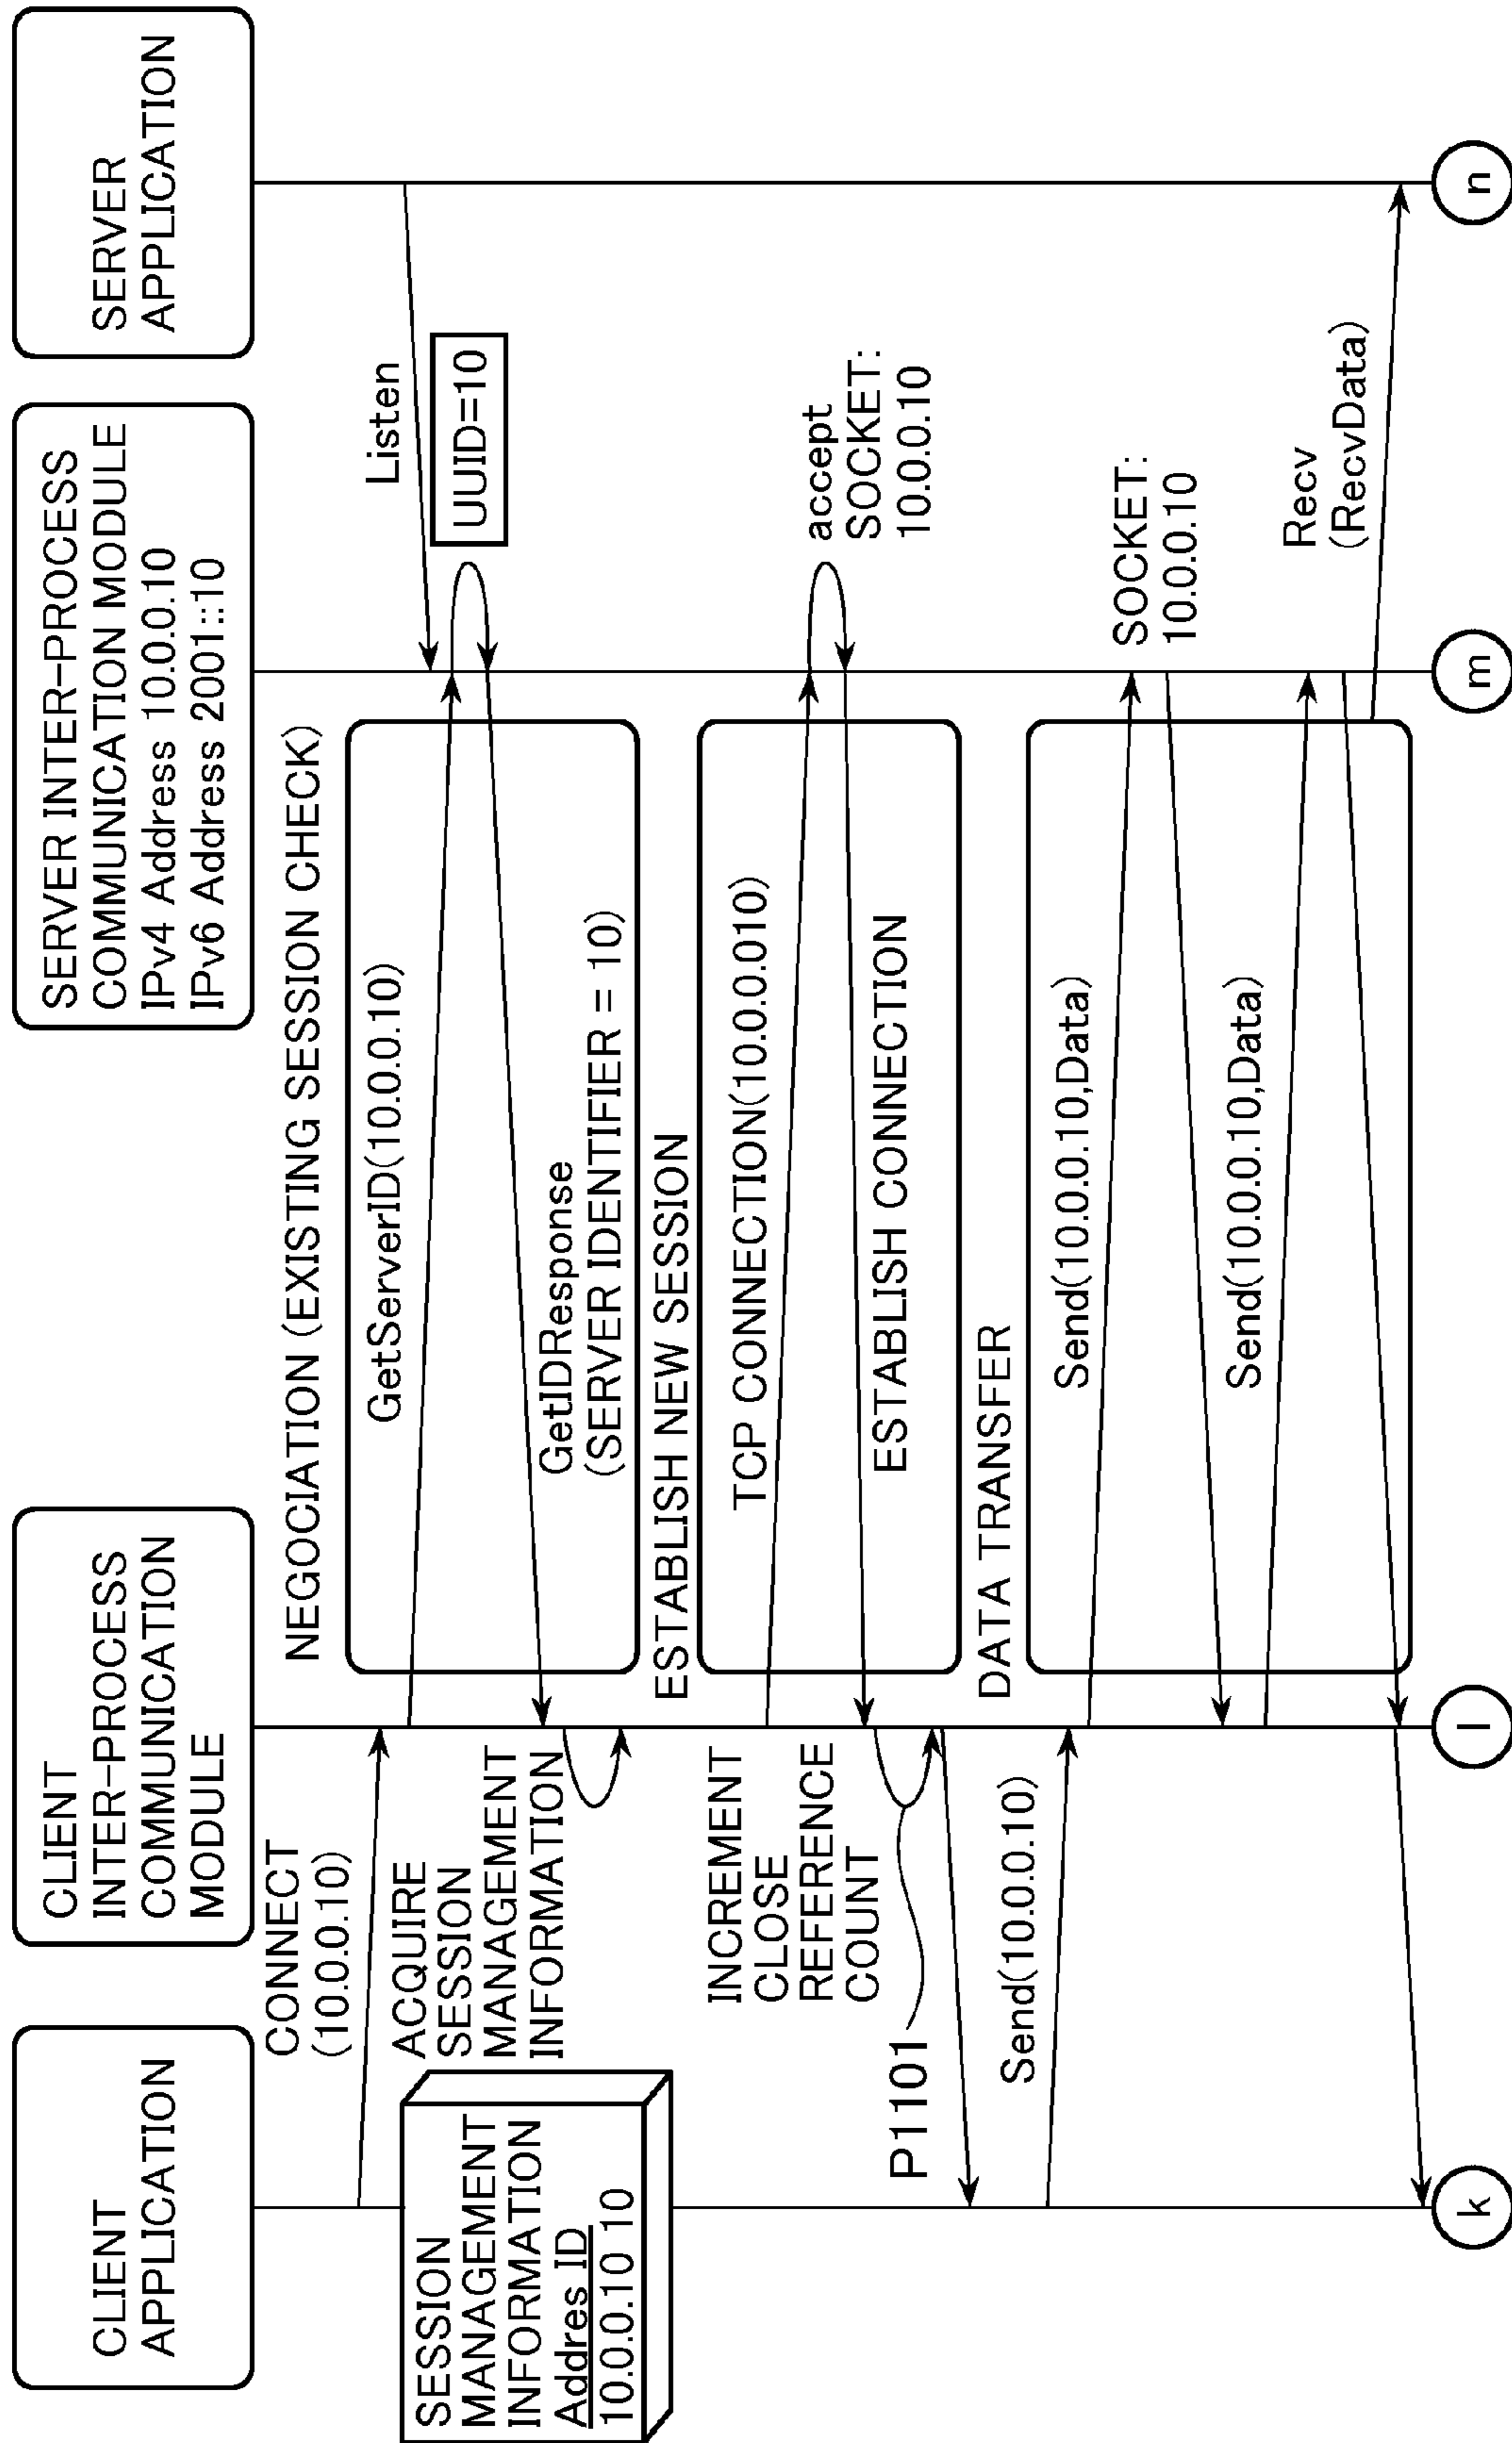 CLIENT
APPLICATION
CLIENT
INTER-PROCESS
COMMUNICATION
MODULE
SERVER INTER-PROCESS
COMMUNICATION MODULE
IPv4 Address 10.0.0.10
IPv6 Address 2001::10
SERVER
APPLICATION
CONNECT
(10.0.0.10)
NEGOCIATION (EXISTING SESSION CHECK)
Listen
GetServerID(10.0.0.10)
UUID=10
ACQUIRE
SESSION
MANAGEMENT
INFORMATION
SESSION
MANAGEMENT
INFORMATION
Addres ID
10.0.0.10 10
GetIDResponse
(SERVER IDENTIFIER = 10)
ESTABLISH NEW SESSION
TCP CONNECTION(10.0.0.010)
accept
SOCKET:
10.0.0.10
INCREMENT
CLOSE
REFERENCE
COUNT
ESTABLISH CONNECTION
P1101
DATA TRANSFER
Send(10.0.0.10)
Send(10.0.0.10,Data)
SOCKET:
10.0.0.10
Send(10.0.0.10,Data)
Recv
(RecvData)
k
l
m
n